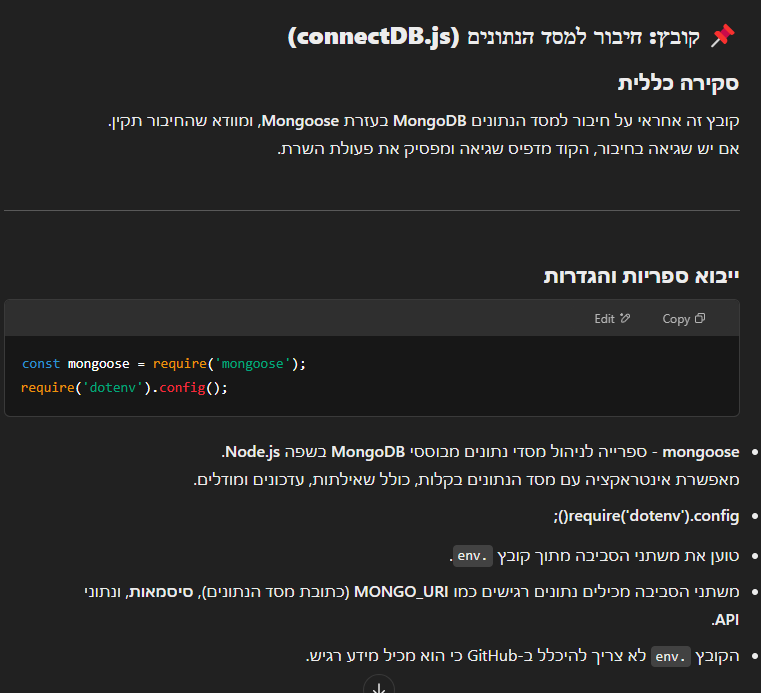 📌 קובץ: חיבור למסד הנתונים (connectDB.js)
סקירה כללית
קובץ זה אחראי על חיבור למסד הנתונים MongoDB בעזרת Mongoose, ומוודא שהחיבור תקין.
אם יש שגיאה בחיבור, הקוד מדפיס שגיאה ומפסיק את פעולת השרת.
ייבוא ספריות והגדרות
Edit Copy
const mongoose = require('mongoose');
require('dotenv').config();
• mongoose - ספרייה לניהול מסדי נתונים מבוססי MongoDB בשפה Node.js.
מאפשרת אינטראקציה עם מסד הנתונים בקלות, כולל שאילתות, עדכונים ומודלים.
• require('dotenv').config();
• טוען את משתני הסביבה מתוך קובץ .env.
• משתני הסביבה מכילים נתונים רגישים כמו MONGO_URI (כתובת מסד הנתונים), סיסמאות, ונתוני
API.
• הקובץ .env לא צריך להיכלל ב-GitHub כי הוא מכיל מידע רגיש.